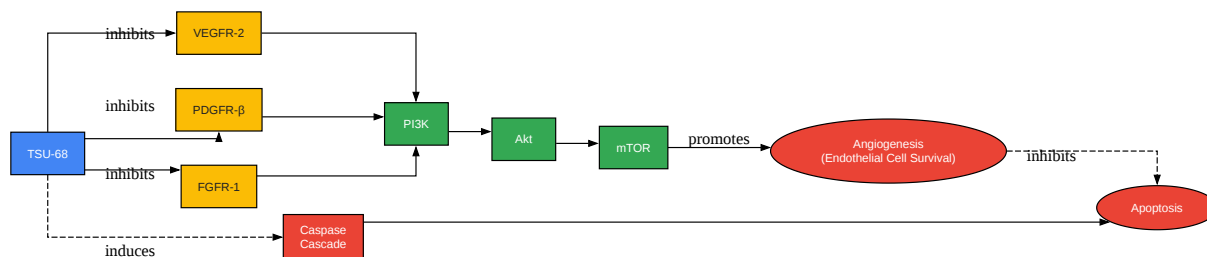 inhibits
VEGFR-2
inhibits
PDGFR-β
PI3K
Akt
mTOR
promotes
Angiogenesis
(Endothelial Cell Survival)
inhibits
TSU-68
inhibits
FGFR-1
Apoptosis
Caspase
Cascade
induces